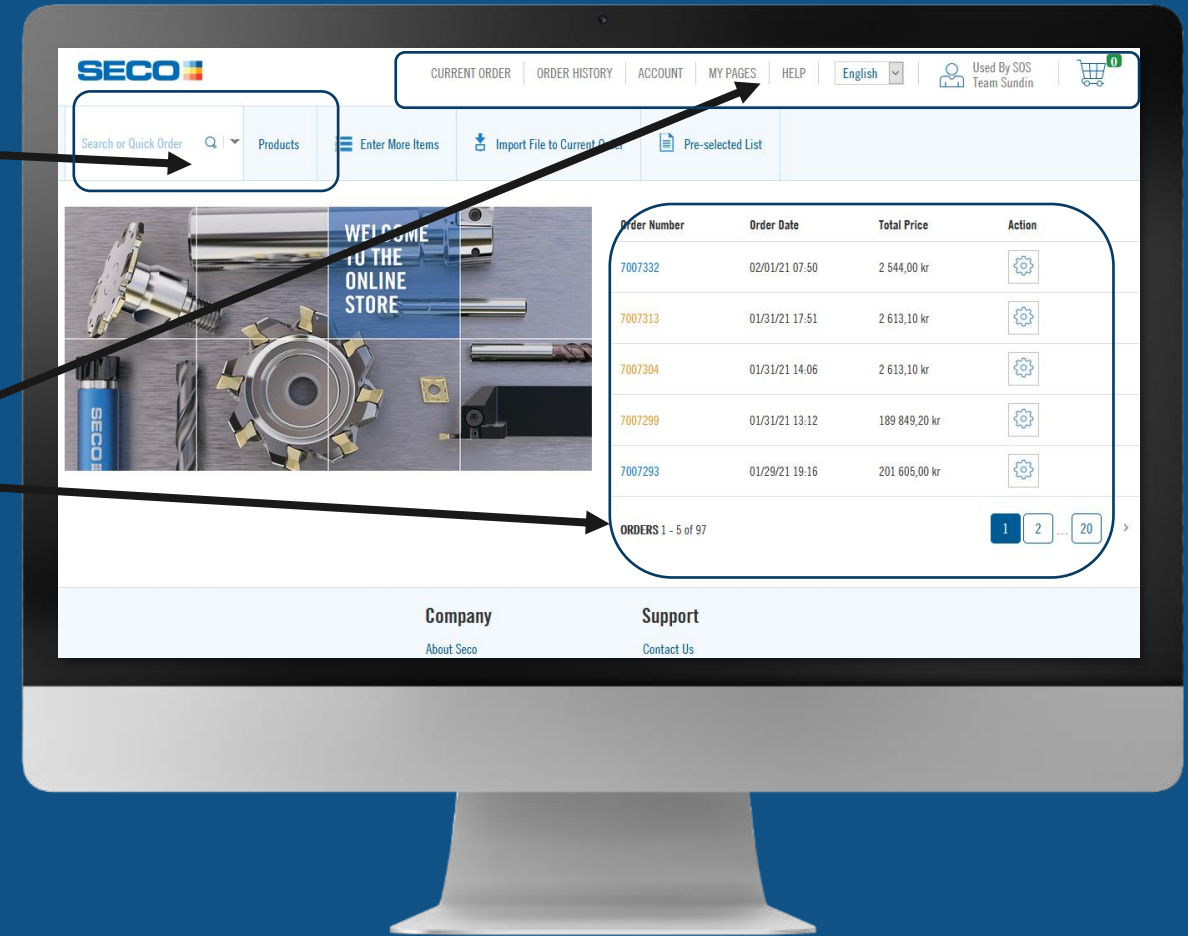 SECO
CURRENT ORDER ORDER HISTORY ACCOUNT MY PAGES HELP English Used By SOS
Team Sundin
0
Search or Quick Order Products Enter More Items Import File to Current Order Pre-selected List
WELCOME
TO THE
ONLINE
STORE
SECO
Order Number Order Date Total Price Action
7007332 02/01/21 07:50 2 544,00 kr
7007313 01/31/21 17:51 2 613,10 kr
7007304 01/31/21 14:06 2 613,10 kr
7007299 01/31/21 13:12 189 849,20 kr
7007293 01/29/21 19:16 201 605,00 kr
ORDERS 1 - 5 of 97 1 2 ... 20 >
Company Support
About Seco Contact Us